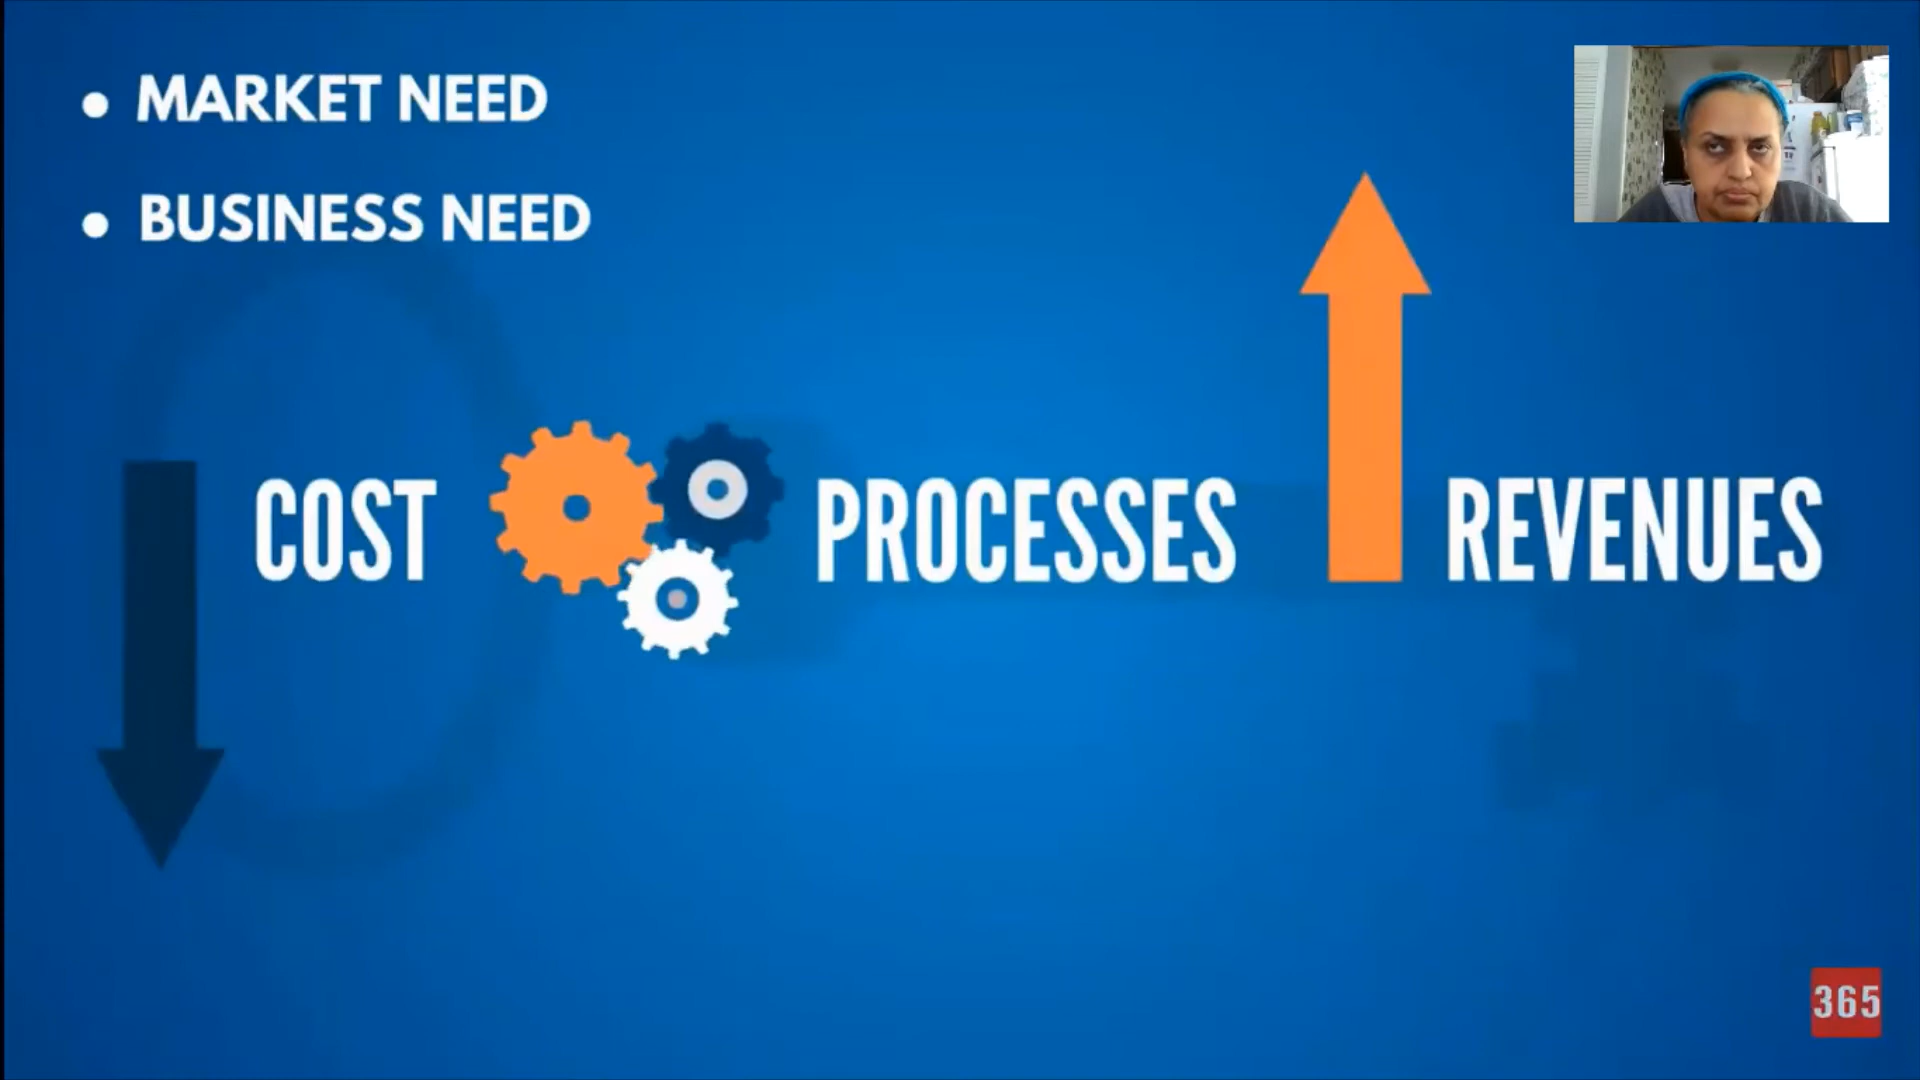 • MARKET NEED
• BUSINESS NEED
COST PROCESSES REVENUES
365